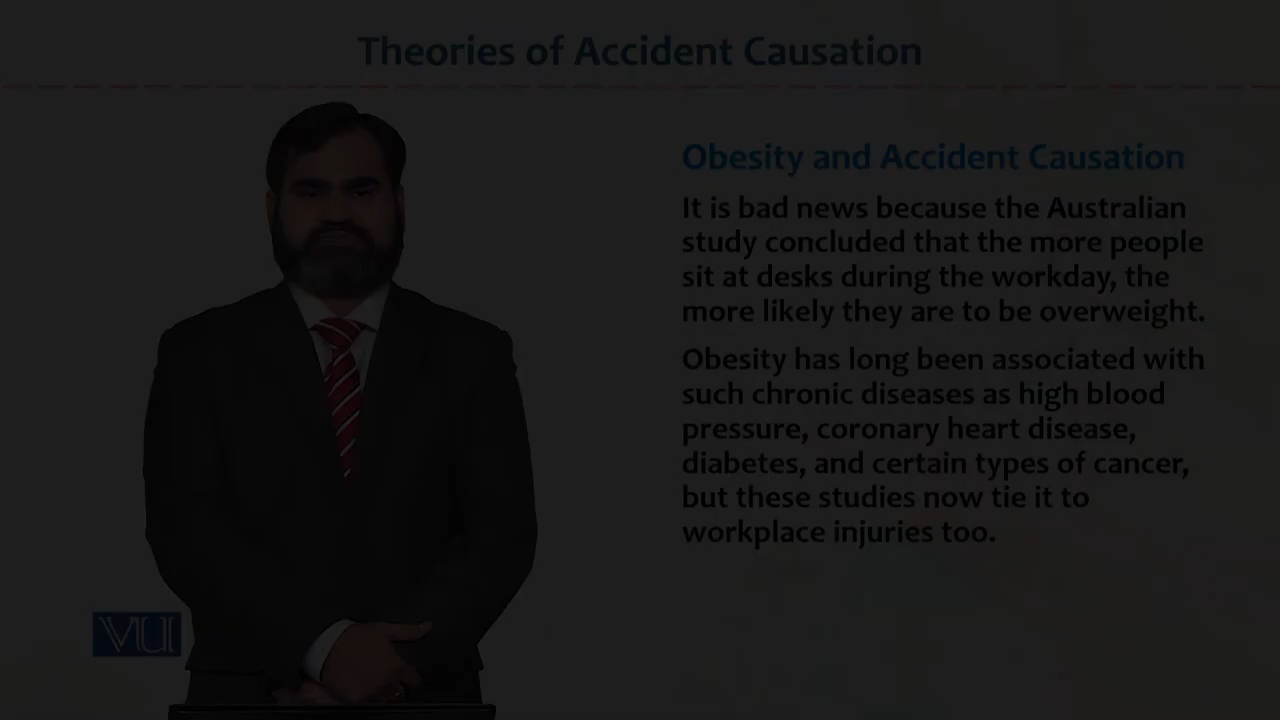 Theories of Accident Causation
Obesity and Accident Causation
It is bad news because the Australian
study concluded that the more people
sit at desks during the workday, the
more likely they are to be overweight.
Obesity has long been associated with
such chronic diseases as high blood
pressure, coronary heart disease,
diabetes, and certain types of cancer,
but these studies now tie it to
workplace injuries too.
VU